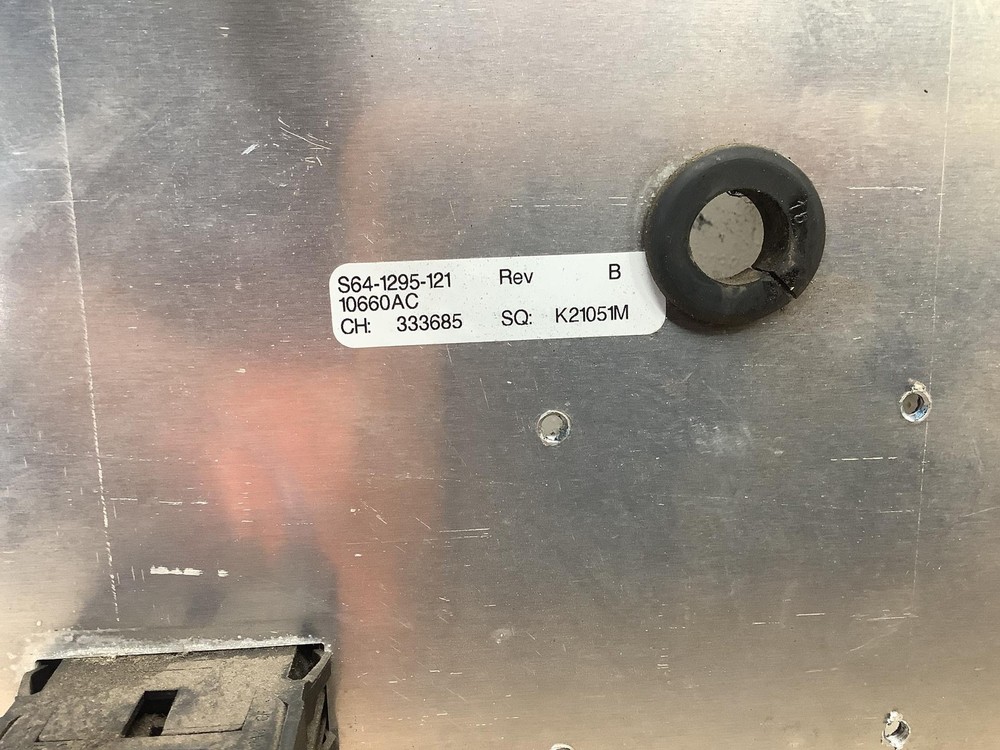 S64-1295-121 Rev B
10660AC
CH: 333685 SQ: K21051M